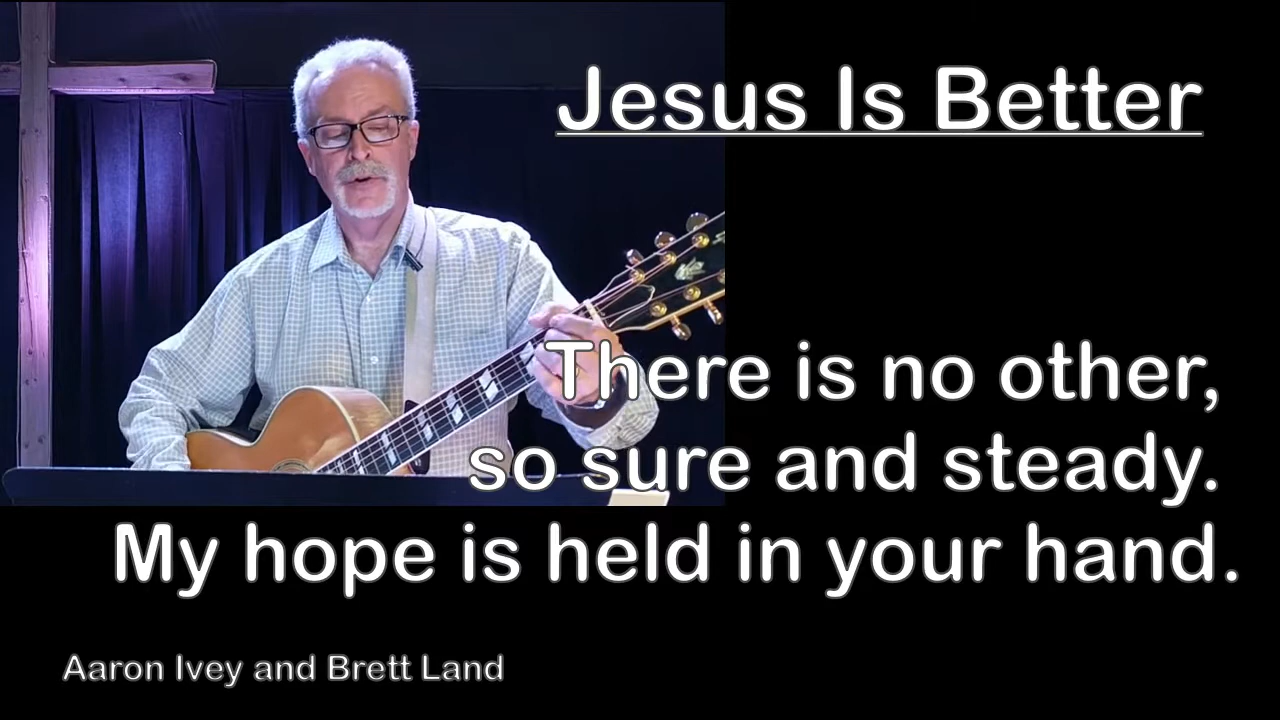 Jesus Is Better
There is no other,
so sure and steady.
My hope is held in your hand.
Aaron Ivey and Brett Land